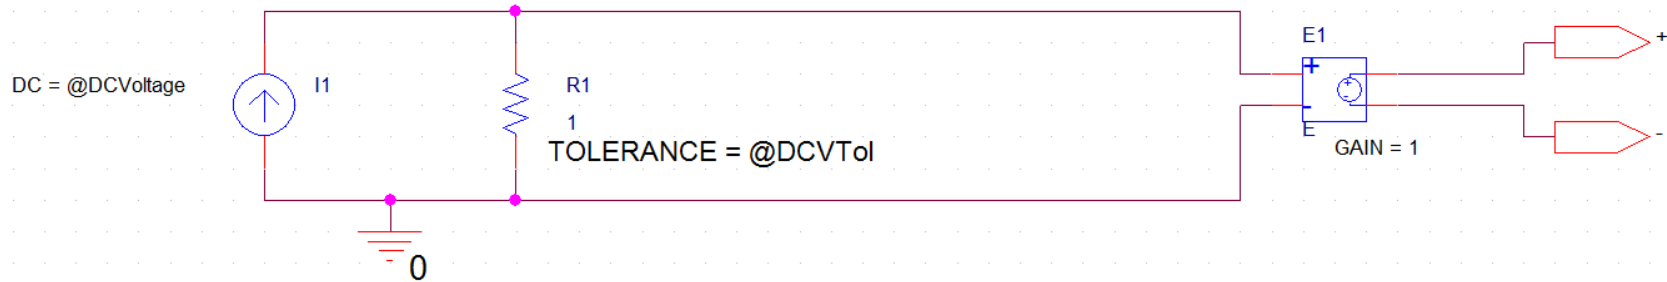 DC = @DCVoltage
I1
R1
1
TOLERANCE = @DCVTol
0
E1
+
-
+
-
E
GAIN = 1
+
-